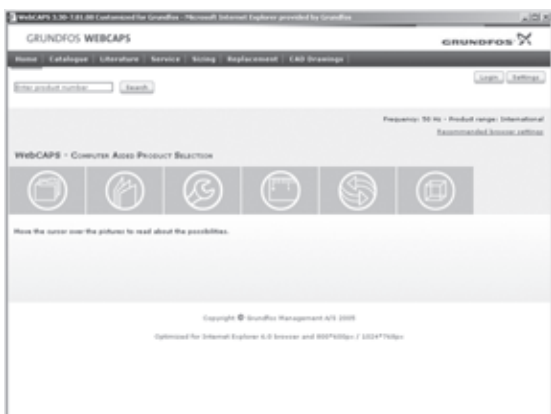 WebCAPS 3.30-7.01.00 Customized for Grundfos - Microsoft Internet Explorer provided by Grundfos
GRUNDFOS WEBCAPS
GRUNDFOS
Home | Catalogue | Literature | Service | Sizing | Replacement | CAD Drawings |
Login Settings
Enter product number Search
Frequency: 50 Hz - Product range: International
Recommended browser settings
WebCAPS - Computer Aided Product Selection
Move the cursor over the pictures to read about the possibilities.
Copyright © Grundfos Management A/S 2005
Optimized for Internet Explorer 6.0 browser and 800*600px / 1024*768px